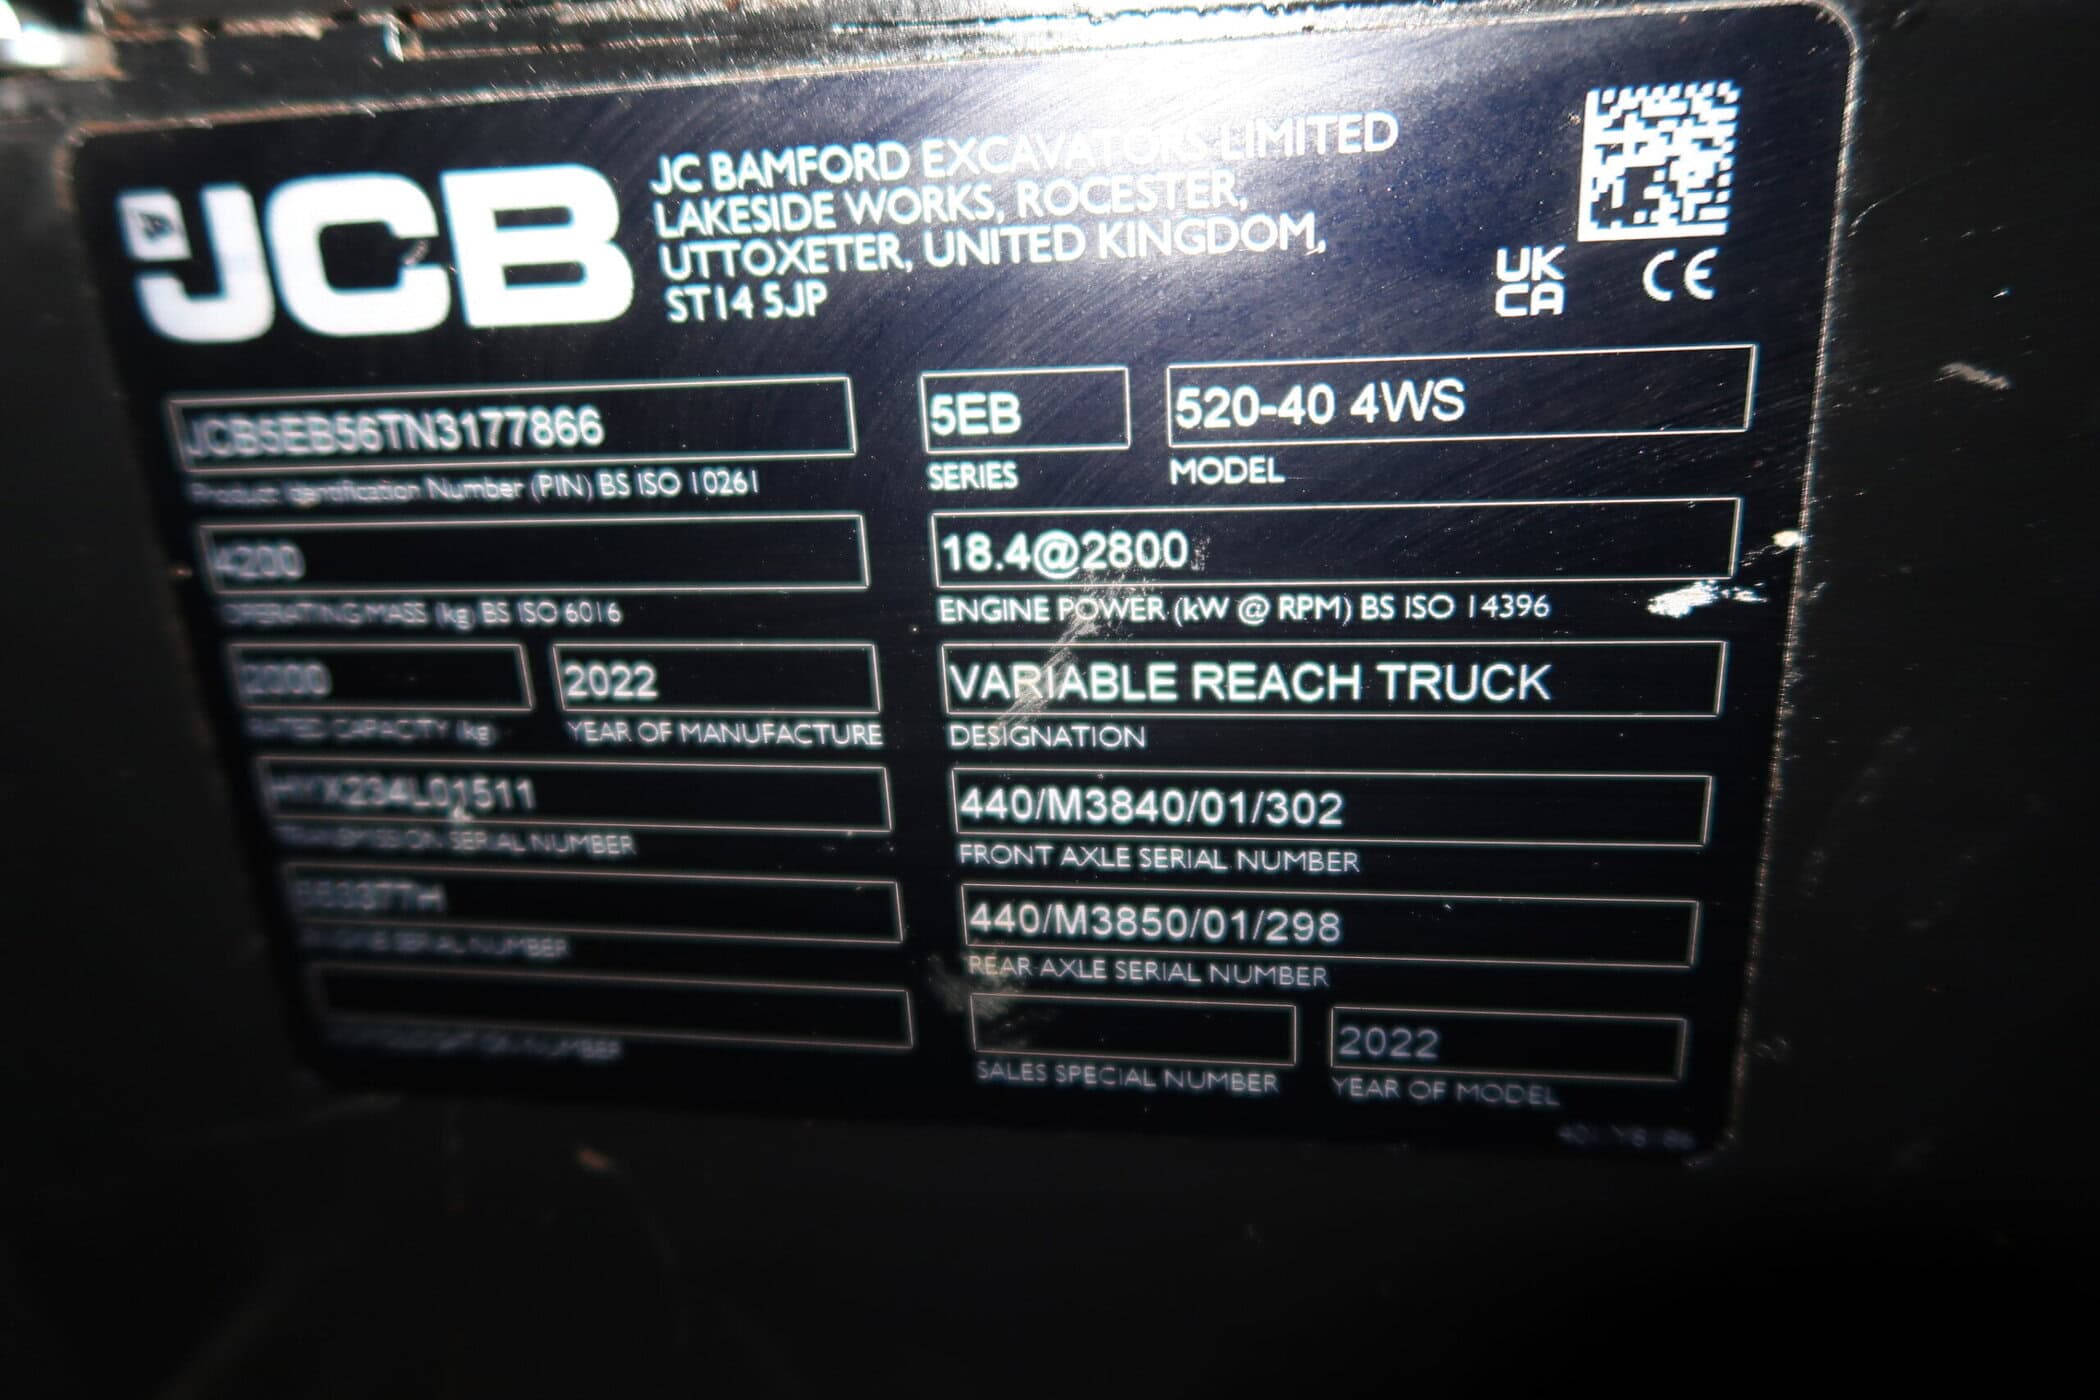 JCB
JC BAMFORD EXCAVATORS LIMITED
LAKESIDE WORKS, ROCESTER,
UTTOXETER, UNITED KINGDOM,
ST14 5JP
UK
CA
CE
JCB5EB56TN3177866
Product Identification Number (PIN) BS ISO 10261
5EB
SERIES
520-40 4WS
MODEL
4200
OPERATING MASS (kg) BS ISO 6016
18.4@2800
ENGINE POWER (kW @ RPM) BS ISO 14396
2000
RATED CAPACITY (kg)
2022
YEAR OF MANUFACTURE
VARIABLE REACH TRUCK
DESIGNATION
HYX234L01511
TRANSMISSION SERIAL NUMBER
440/M3840/01/302
FRONT AXLE SERIAL NUMBER
ENGINE SERIAL NUMBER
440/M3850/01/298
REAR AXLE SERIAL NUMBER
NUMBER
SALES SPECIAL NUMBER
2022
YEAR OF MODEL